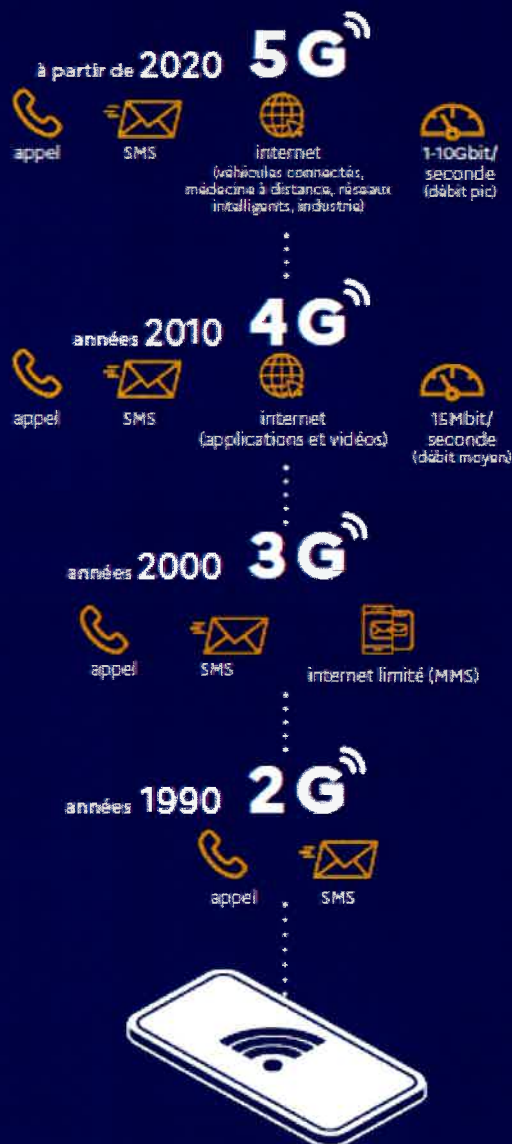 à partir de 2020 5G
appel SMS internet 1-10Gbit/
(véhicules connectés, seconde
médecine à distance, réseaux (débit pic)
intelligents, industrie)
années 2010 4G
appel SMS internet 15Mbit/
(applications et vidéos) seconde
(débit moyen)
années 2000 3G
appel SMS internet limité (MMS)
années 1990 2G
appel SMS